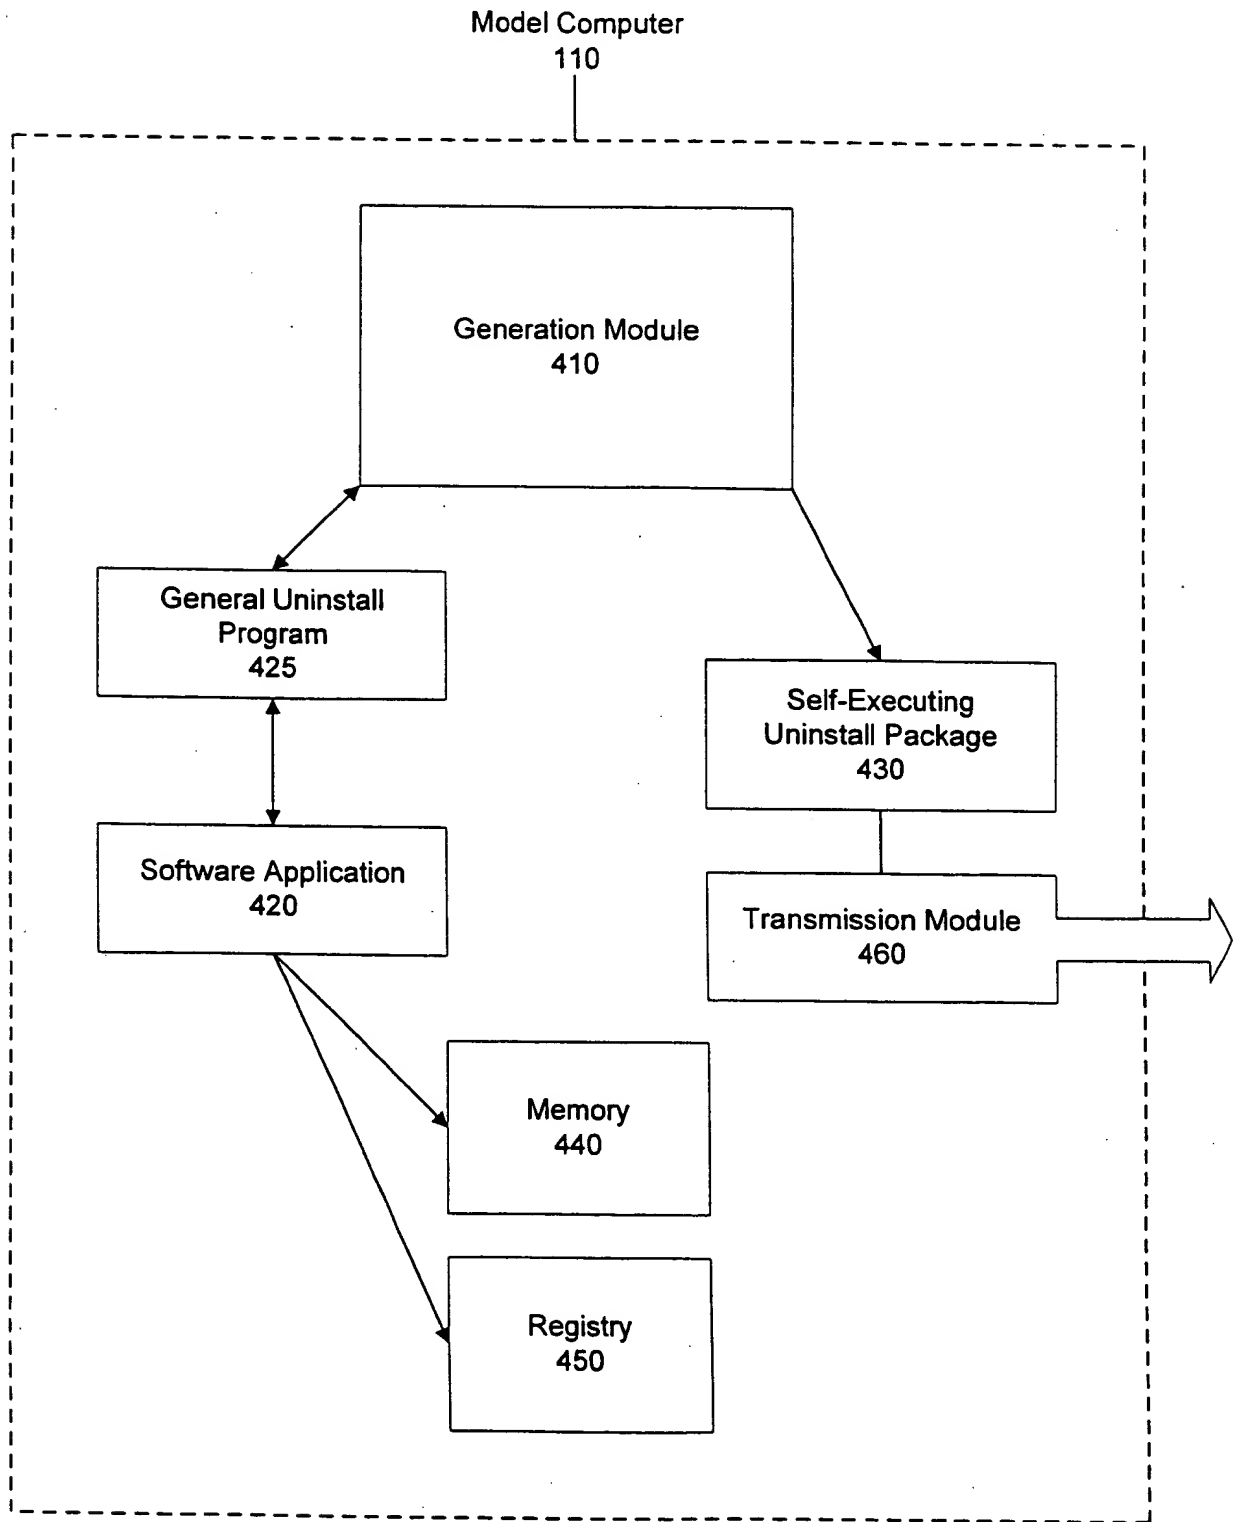 Model Computer
110
Generation Module
410
General Uninstall
Program
425
Self-Executing
Uninstall Package
430
Software Application
420
Transmission Module
460
Memory
440
Registry
450